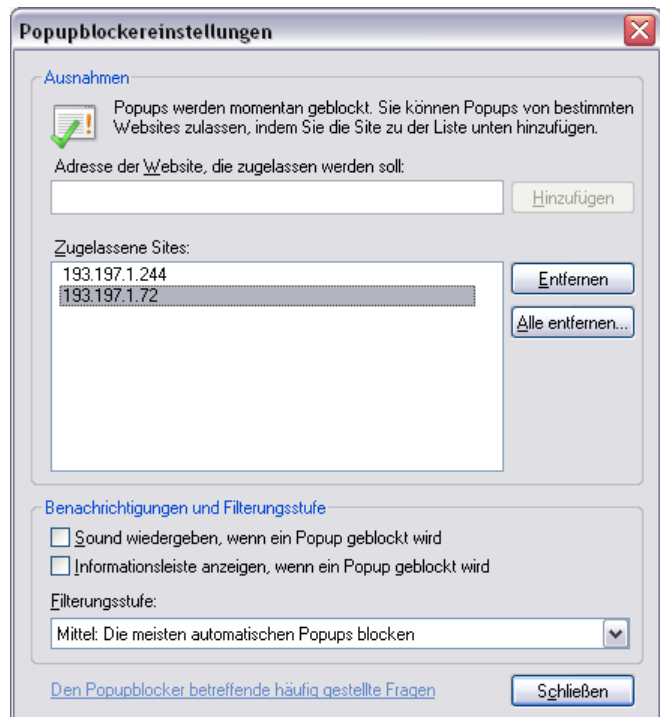 Popupblockereinstellungen
Ausnahmen
Popups werden momentan geblockt. Sie können Popups von bestimmten
Websites zulassen, indem Sie die Site zu der Liste unten hinzufügen.
Adresse der Website, die zugelassen werden soll:
Hinzufügen
Zugelassene Sites:
193.197.1.244
193.197.1.72
Entfernen
Alle entfernen...
Benachrichtigungen und Filterungsstufe
Sound wiedergeben, wenn ein Popup geblockt wird
Informationsleiste anzeigen, wenn ein Popup geblockt wird
Filterungsstufe:
Mittel: Die meisten automatischen Popups blocken
Den Popupblocker betreffende häufig gestellte Fragen
Schließen